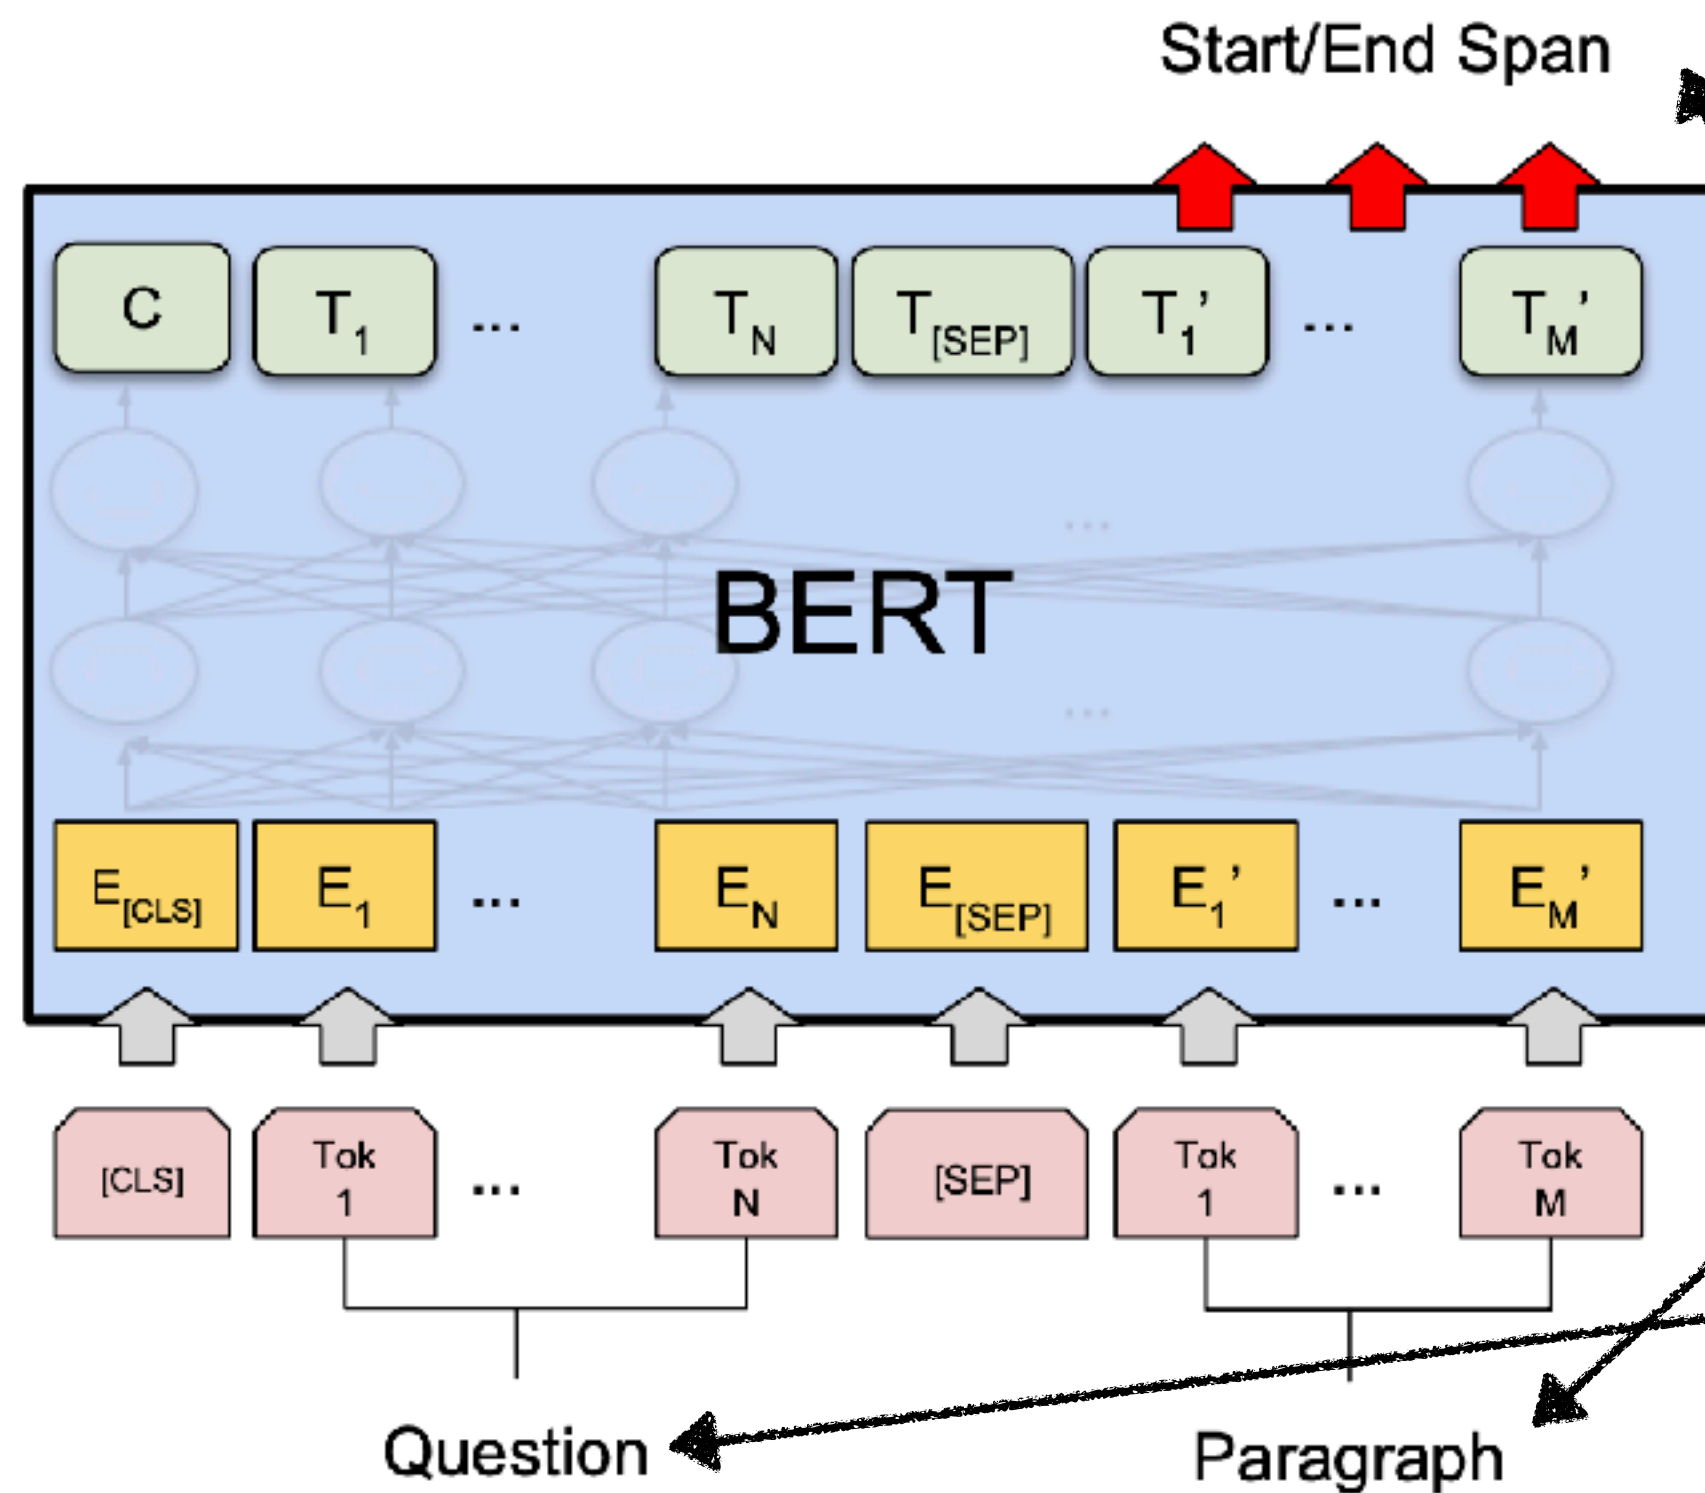 Start/End Span
C T1 ... TN T[SEP] T1’ ... TM’
...
BERT
...
E[CLS] E1 ... EN E[SEP] E1’ ... EM’
[CLS] Tok 1 ... Tok N [SEP] Tok 1 ... Tok M
Question Paragraph